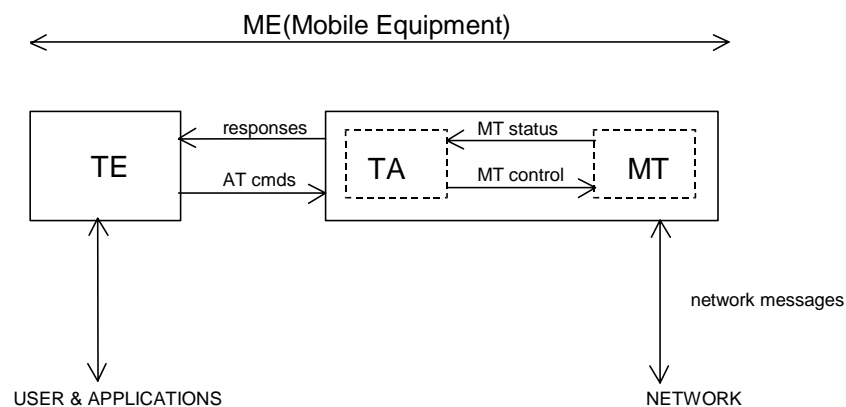 ME(Mobile Equipment)
responses
MT status
TE
TA
MT
AT cmds
MT control
network messages
USER & APPLICATIONS
NETWORK